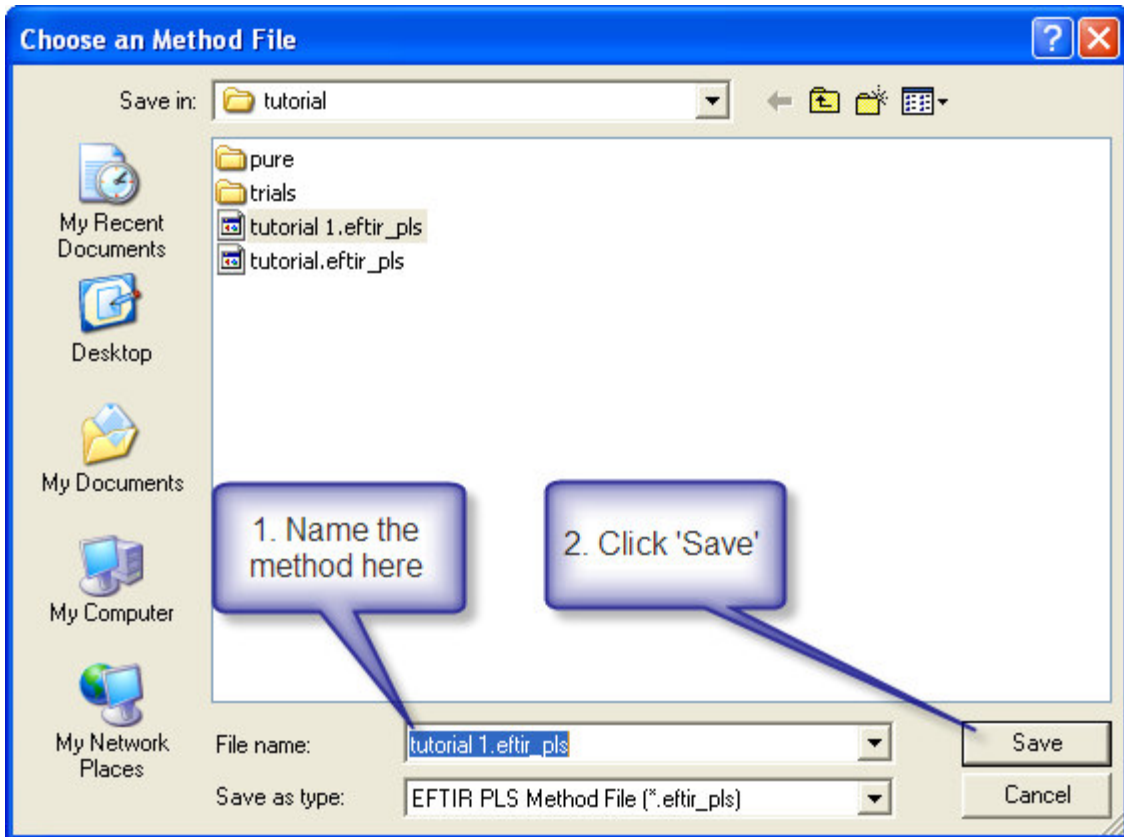 Choose an Method File
Save in:
tutorial
pure
trials
tutorial 1.eftir_pls
tutorial.eftir_pls
My Recent
Documents
Desktop
My Documents
My Computer
My Network
Places
1. Name the
method here
2. Click 'Save'
File name:
tutorial 1.eftir_pls
Save
Save as type:
EFTIR PLS Method File (*.eftir_pls)
Cancel